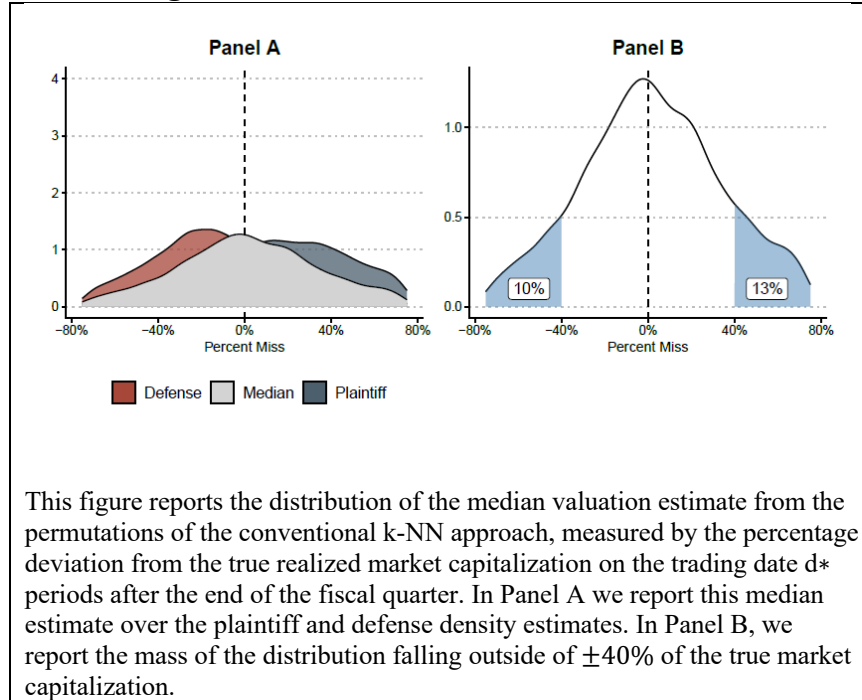 Panel A
Panel B
4
3
2
1
0
1.0
0.5
0.0
10%
13%
−80%
−40%
0%
40%
80%
−80%
−40%
0%
40%
80%
Percent Miss
Percent Miss
Defense
Median
Plaintiff
This figure reports the distribution of the median valuation estimate from the
permutations of the conventional k-NN approach, measured by the percentage
deviation from the true realized market capitalization on the trading date d∗
periods after the end of the fiscal quarter. In Panel A we report this median
estimate over the plaintiff and defense density estimates. In Panel B, we
report the mass of the distribution falling outside of ±40% of the true market
capitalization.